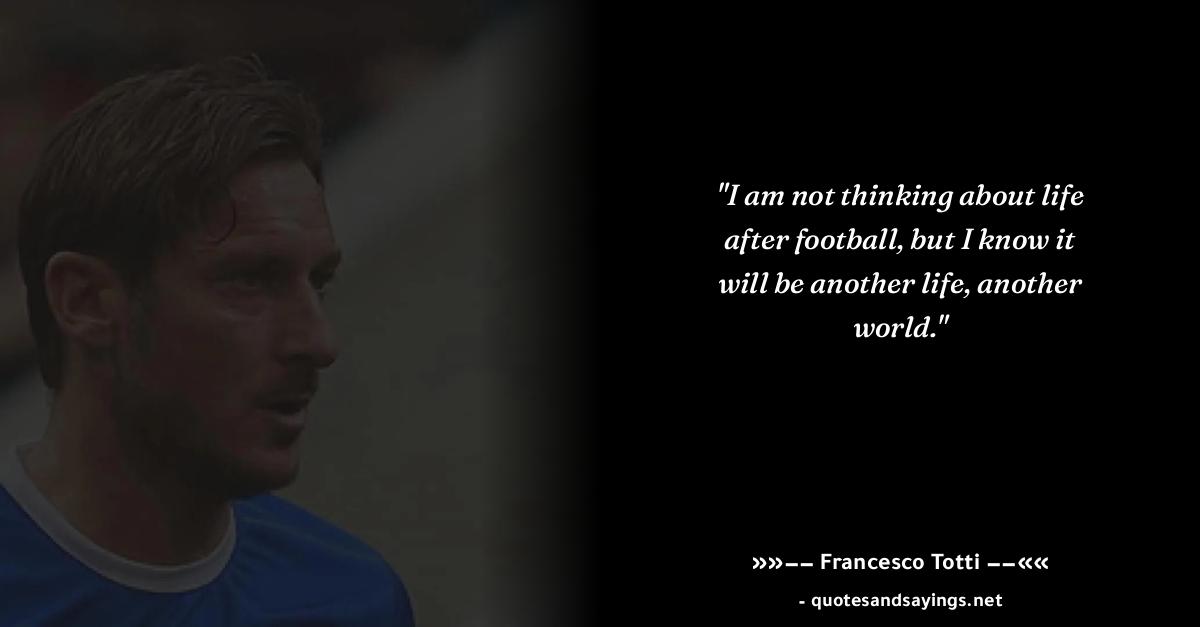 "I am not thinking about life
after football, but I know it
will be another life, another
world."
»»-- Francesco Totti --««
- quotesandsayings.net